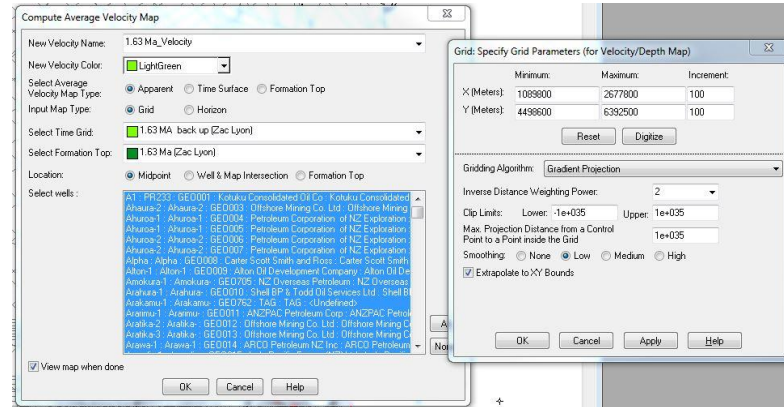 Compute Average Velocity Map
New Velocity Name: 1.63 Ma_Velocity
New Velocity Color: LightGreen
Select Average
Velocity Map Type: Apparent Time Surface Formation Top
Input Map Type: Grid Horizon
Select Time Grid: 1.63 MA back up (Zac Lyon)
Select Formation Top: 1.63 Ma (Zac Lyon)
Location: Midpoint Well & Map Intersection Formation Top
Select wells :
A1 : PR233 : GEO001 : Kotuku Consolidated Oil Co : Kotuku Consolidated
Ahaura-2 : Ahaura-2 : GEO003 : Offshore Mining Co. Ltd : Offshore Mining
Ahuroa-1 : Ahuroa-1 : GEO004 : Petroleum Corporation of NZ Exploration
Ahuroa-1 : Ahuroa-1 : GEO005 : Petroleum Corporation of NZ Exploration
Ahuroa-2 : Ahuroa-2 : GEO006 : Petroleum Corporation of NZ Exploration
Ahuroa-2 : Ahuroa-2 : GEO007 : Petroleum Corporation of NZ Exploration
Alpha : Alpha : GEO008 : Carter Scott Smith and Ross : Carter Scott Smith
Alton-1 : Alton-1 : GEO009 : Alton Oil Development Company : Alton Oil De
Amokura-1 : Amokura- : GEO705 : NZ Overseas Petroleum : NZ Overseas
Arahura-1 : Arahura- : GEO010 : Shell BP & Todd Oil Services Ltd : Shell B
Arakamu-1 : Arakamu- : GEO762 : TAG : TAG : <Undefined>
Ararimu-1 : Ararimu- : GEO011 : ANZPAC Petroleum Corp : ANZPAC Petrol
Aratika-2 : Aratika- : GEO012 : Offshore Mining Co. Ltd : Offshore Mining C
Aratika-3 : Aratika- : GEO013 : Offshore Mining Co. Ltd : Offshore Mining C
Arawa-1 : Arawa-1 : GEO014 : ARCO Petroleum NZ Inc : ARCO Petroleum
View map when done
OK Cancel Help
Grid: Specify Grid Parameters (for Velocity/Depth Map)
Minimum: Maximum: Increment:
X (Meters): 1089800 2677800 100
Y (Meters): 4498600 6392500 100
Reset Digitize
Gridding Algorithm: Gradient Projection
Inverse Distance Weighting Power: 2
Clip Limits: Lower: -1e+035 Upper: 1e+035
Max. Projection Distance from a Control
Point to a Point inside the Grid 1e+035
Smoothing: None Low Medium High
Extrapolate to XY Bounds
OK Cancel Apply Help